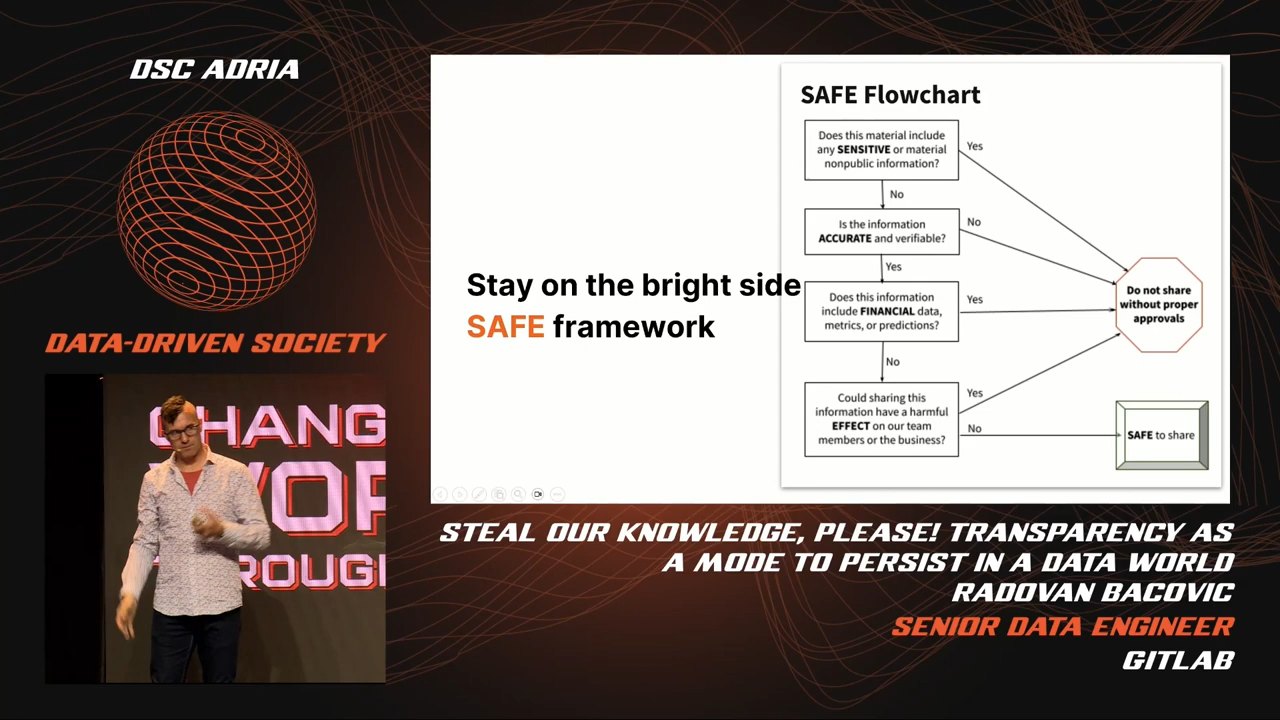 DSC ADRIA
DATA-DRIVEN SOCIETY
CHANG
WOR
THROUGH
Stay on the bright side
SAFE framework
SAFE Flowchart
Does this material include
any SENSITIVE or material
nonpublic information?
Yes
No
Is the information
ACCURATE and verifiable?
No
Yes
Does this information
include FINANCIAL data,
metrics, or predictions?
Yes
No
Could sharing this
information have a harmful
EFFECT on our team
members or the business?
Yes
No
Do not share
without proper
approvals
SAFE to share
STEAL OUR KNOWLEDGE, PLEASE! TRANSPARENCY AS
A MODE TO PERSIST IN A DATA WORLD
RADOVAN BACOVIC
SENIOR DATA ENGINEER
GITLAB